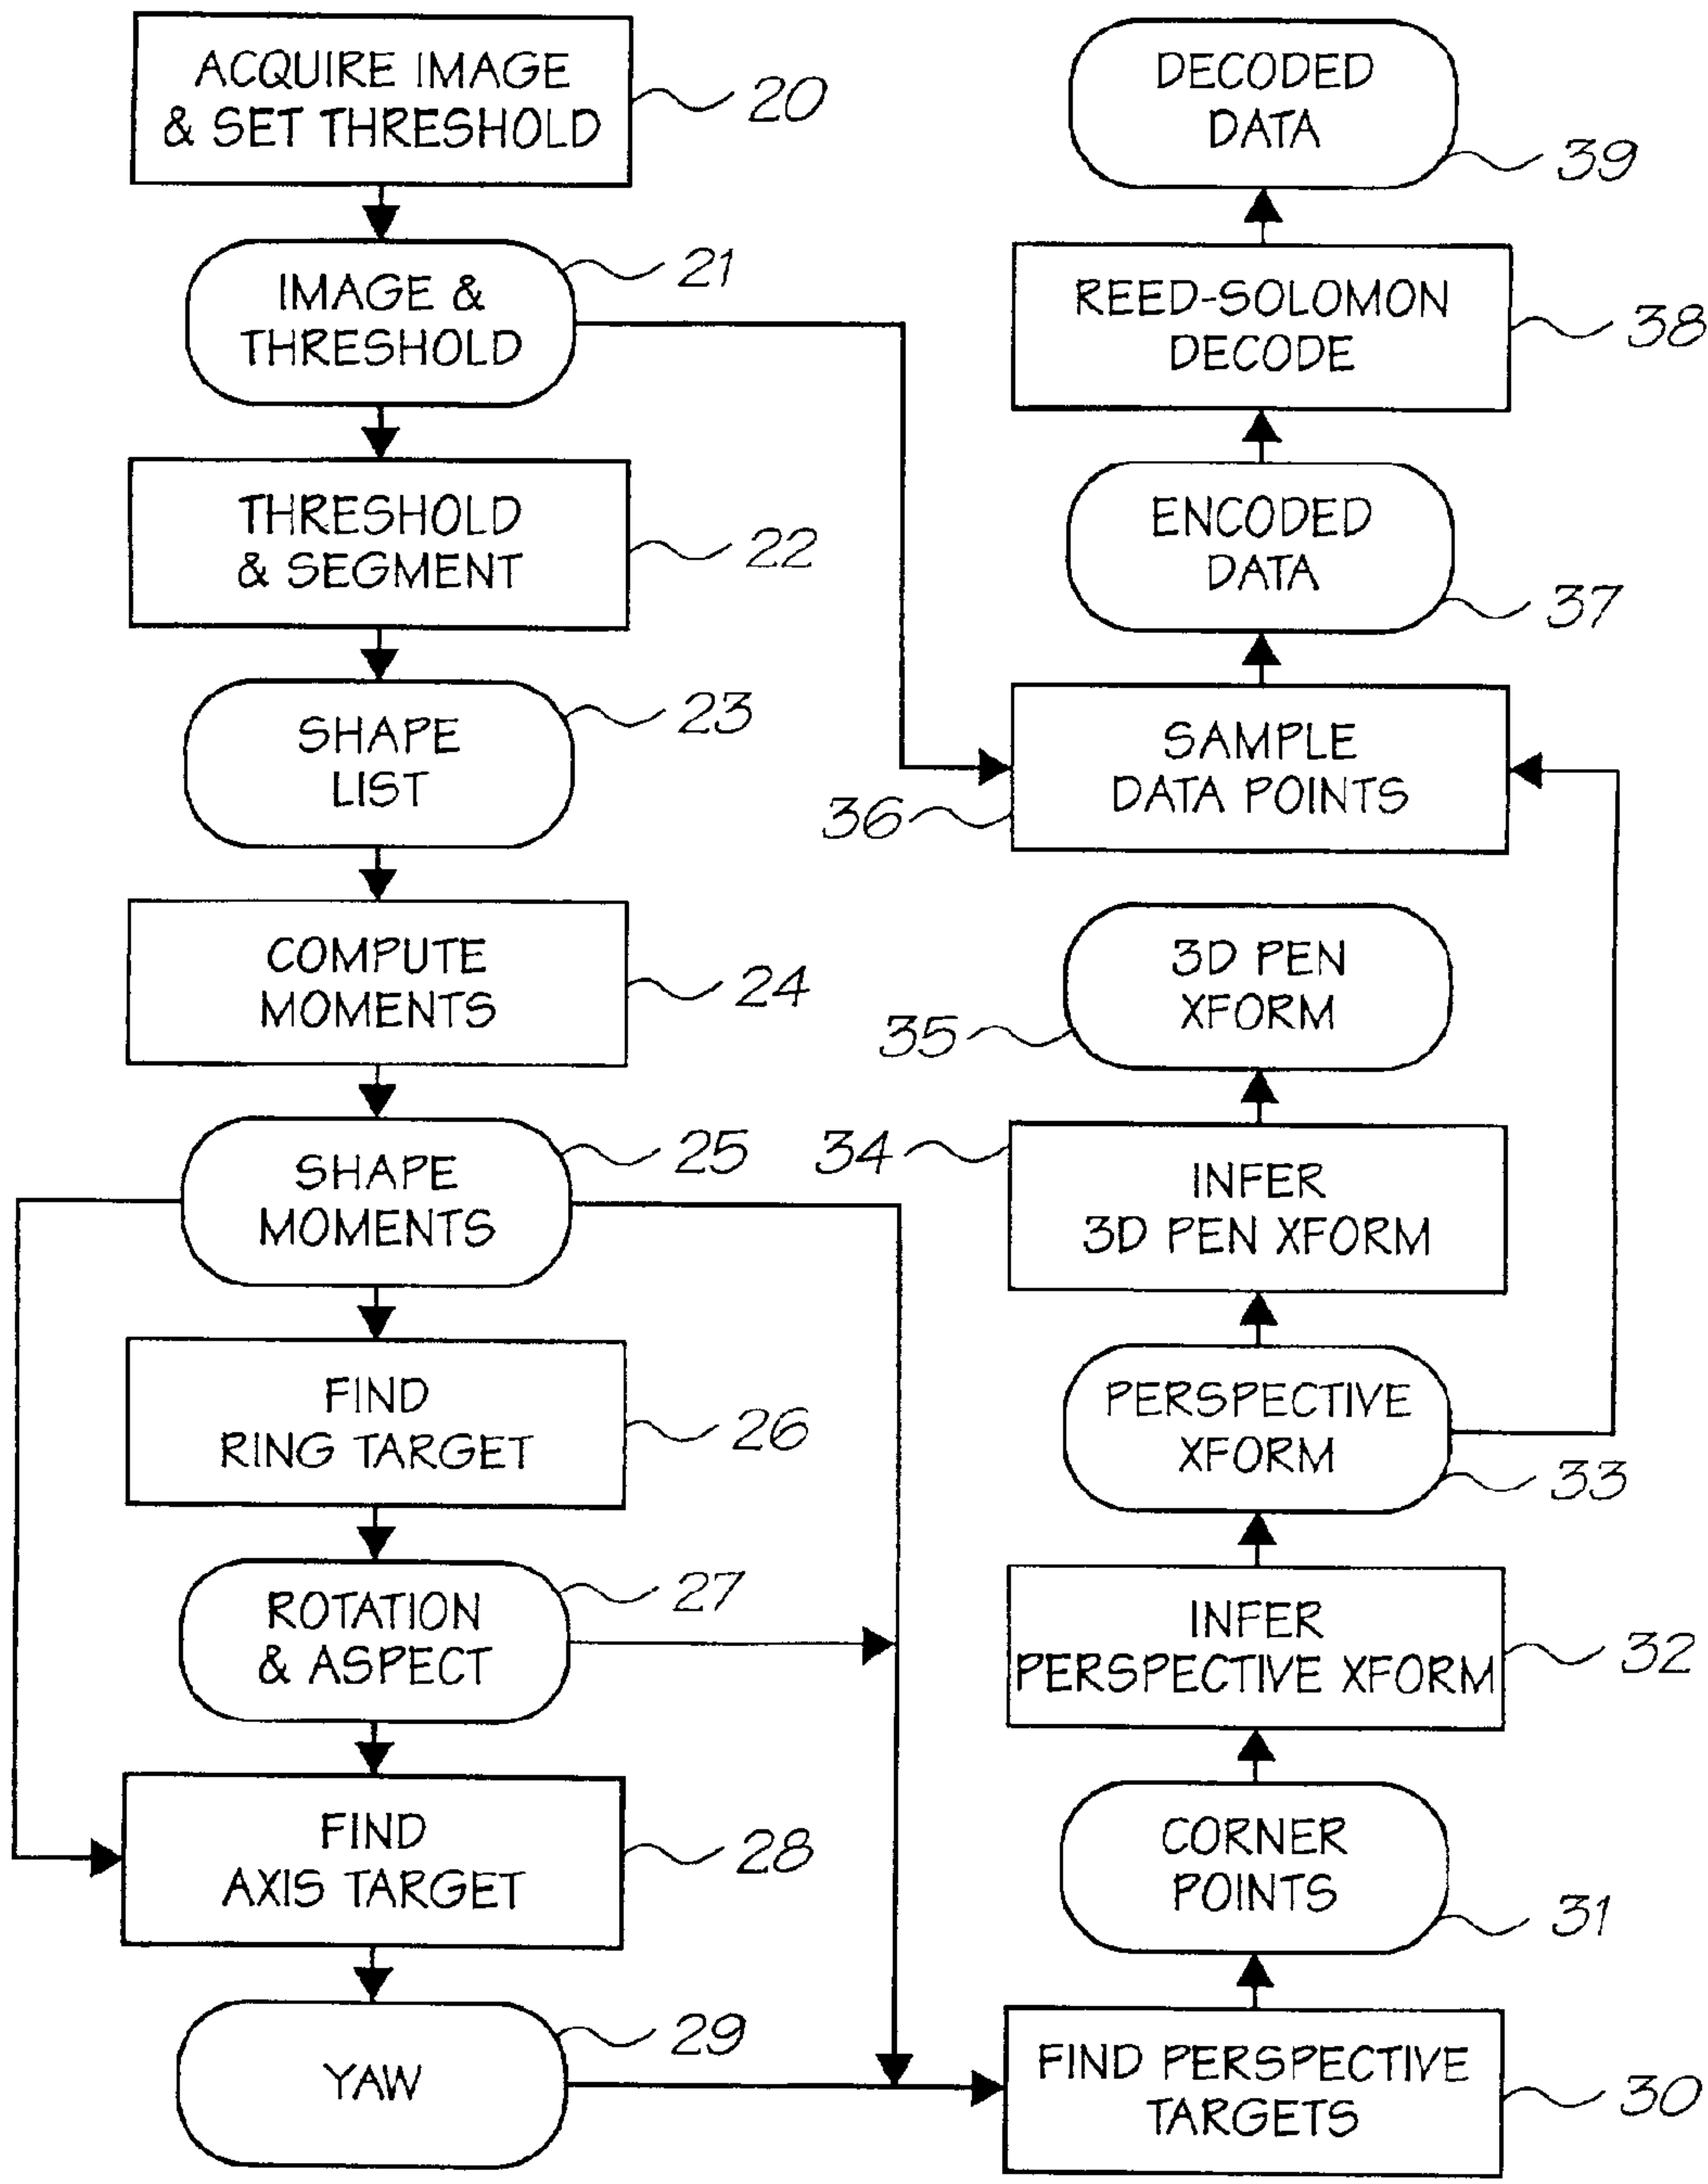 ACQUIRE IMAGE
& SET THRESHOLD
20
IMAGE &
THRESHOLD
21
THRESHOLD
& SEGMENT
22
SHAPE
LIST
23
COMPUTE
MOMENTS
24
SHAPE
MOMENTS
25
FIND
RING TARGET
26
ROTATION
& ASPECT
27
FIND
AXIS TARGET
28
YAW
29
DECODED
DATA
39
REED-SOLOMON
DECODE
38
ENCODED
DATA
37
SAMPLE
DATA POINTS
36
3D PEN
XFORM
35
INFER
3D PEN XFORM
34
PERSPECTIVE
XFORM
33
INFER
PERSPECTIVE XFORM
32
CORNER
POINTS
31
FIND PERSPECTIVE
TARGETS
30